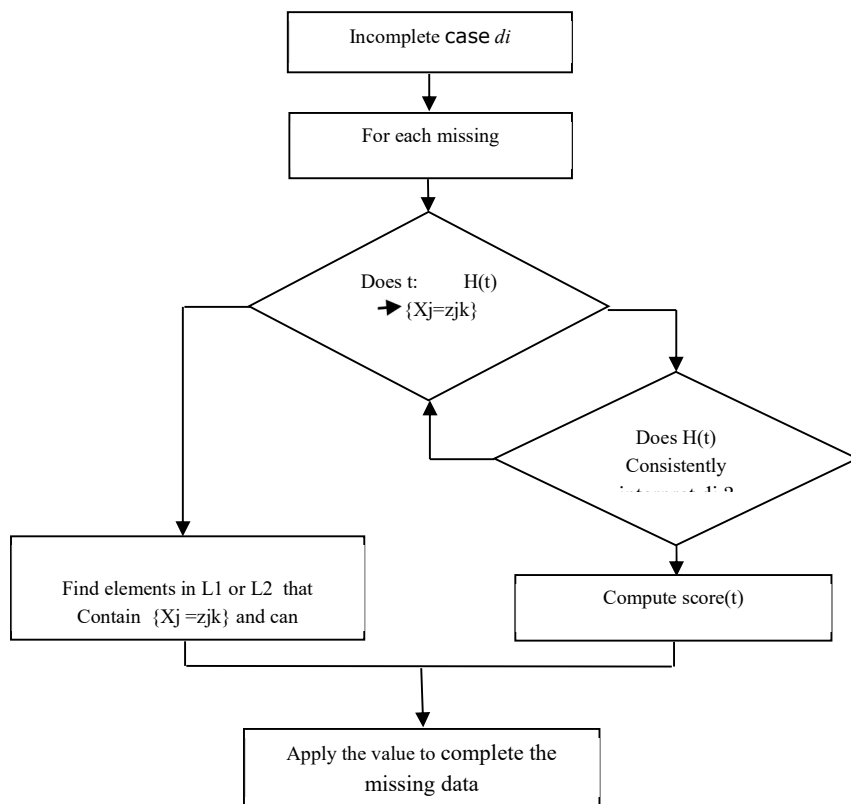 Incomplete case di
For each missing
Does t: H(t)
{Xj=zjk}
Does H(t)
Consistently
Find elements in L1 or L2 that
Contain {Xj =zjk} and can
Compute score(t)
Apply the value to complete the
missing data